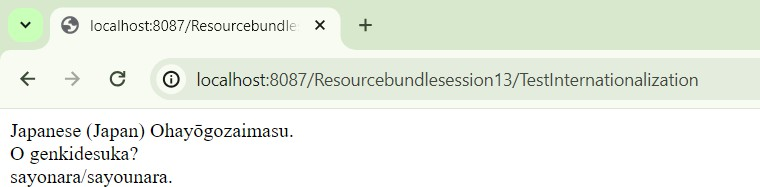 localhost:8087/Resourcebundle
localhost:8087/Resourcebundlesession13/TestInternationalization
Japanese (Japan) Ohayōgozaimasu.
O genkidesuka?
sayonara/sayounara.